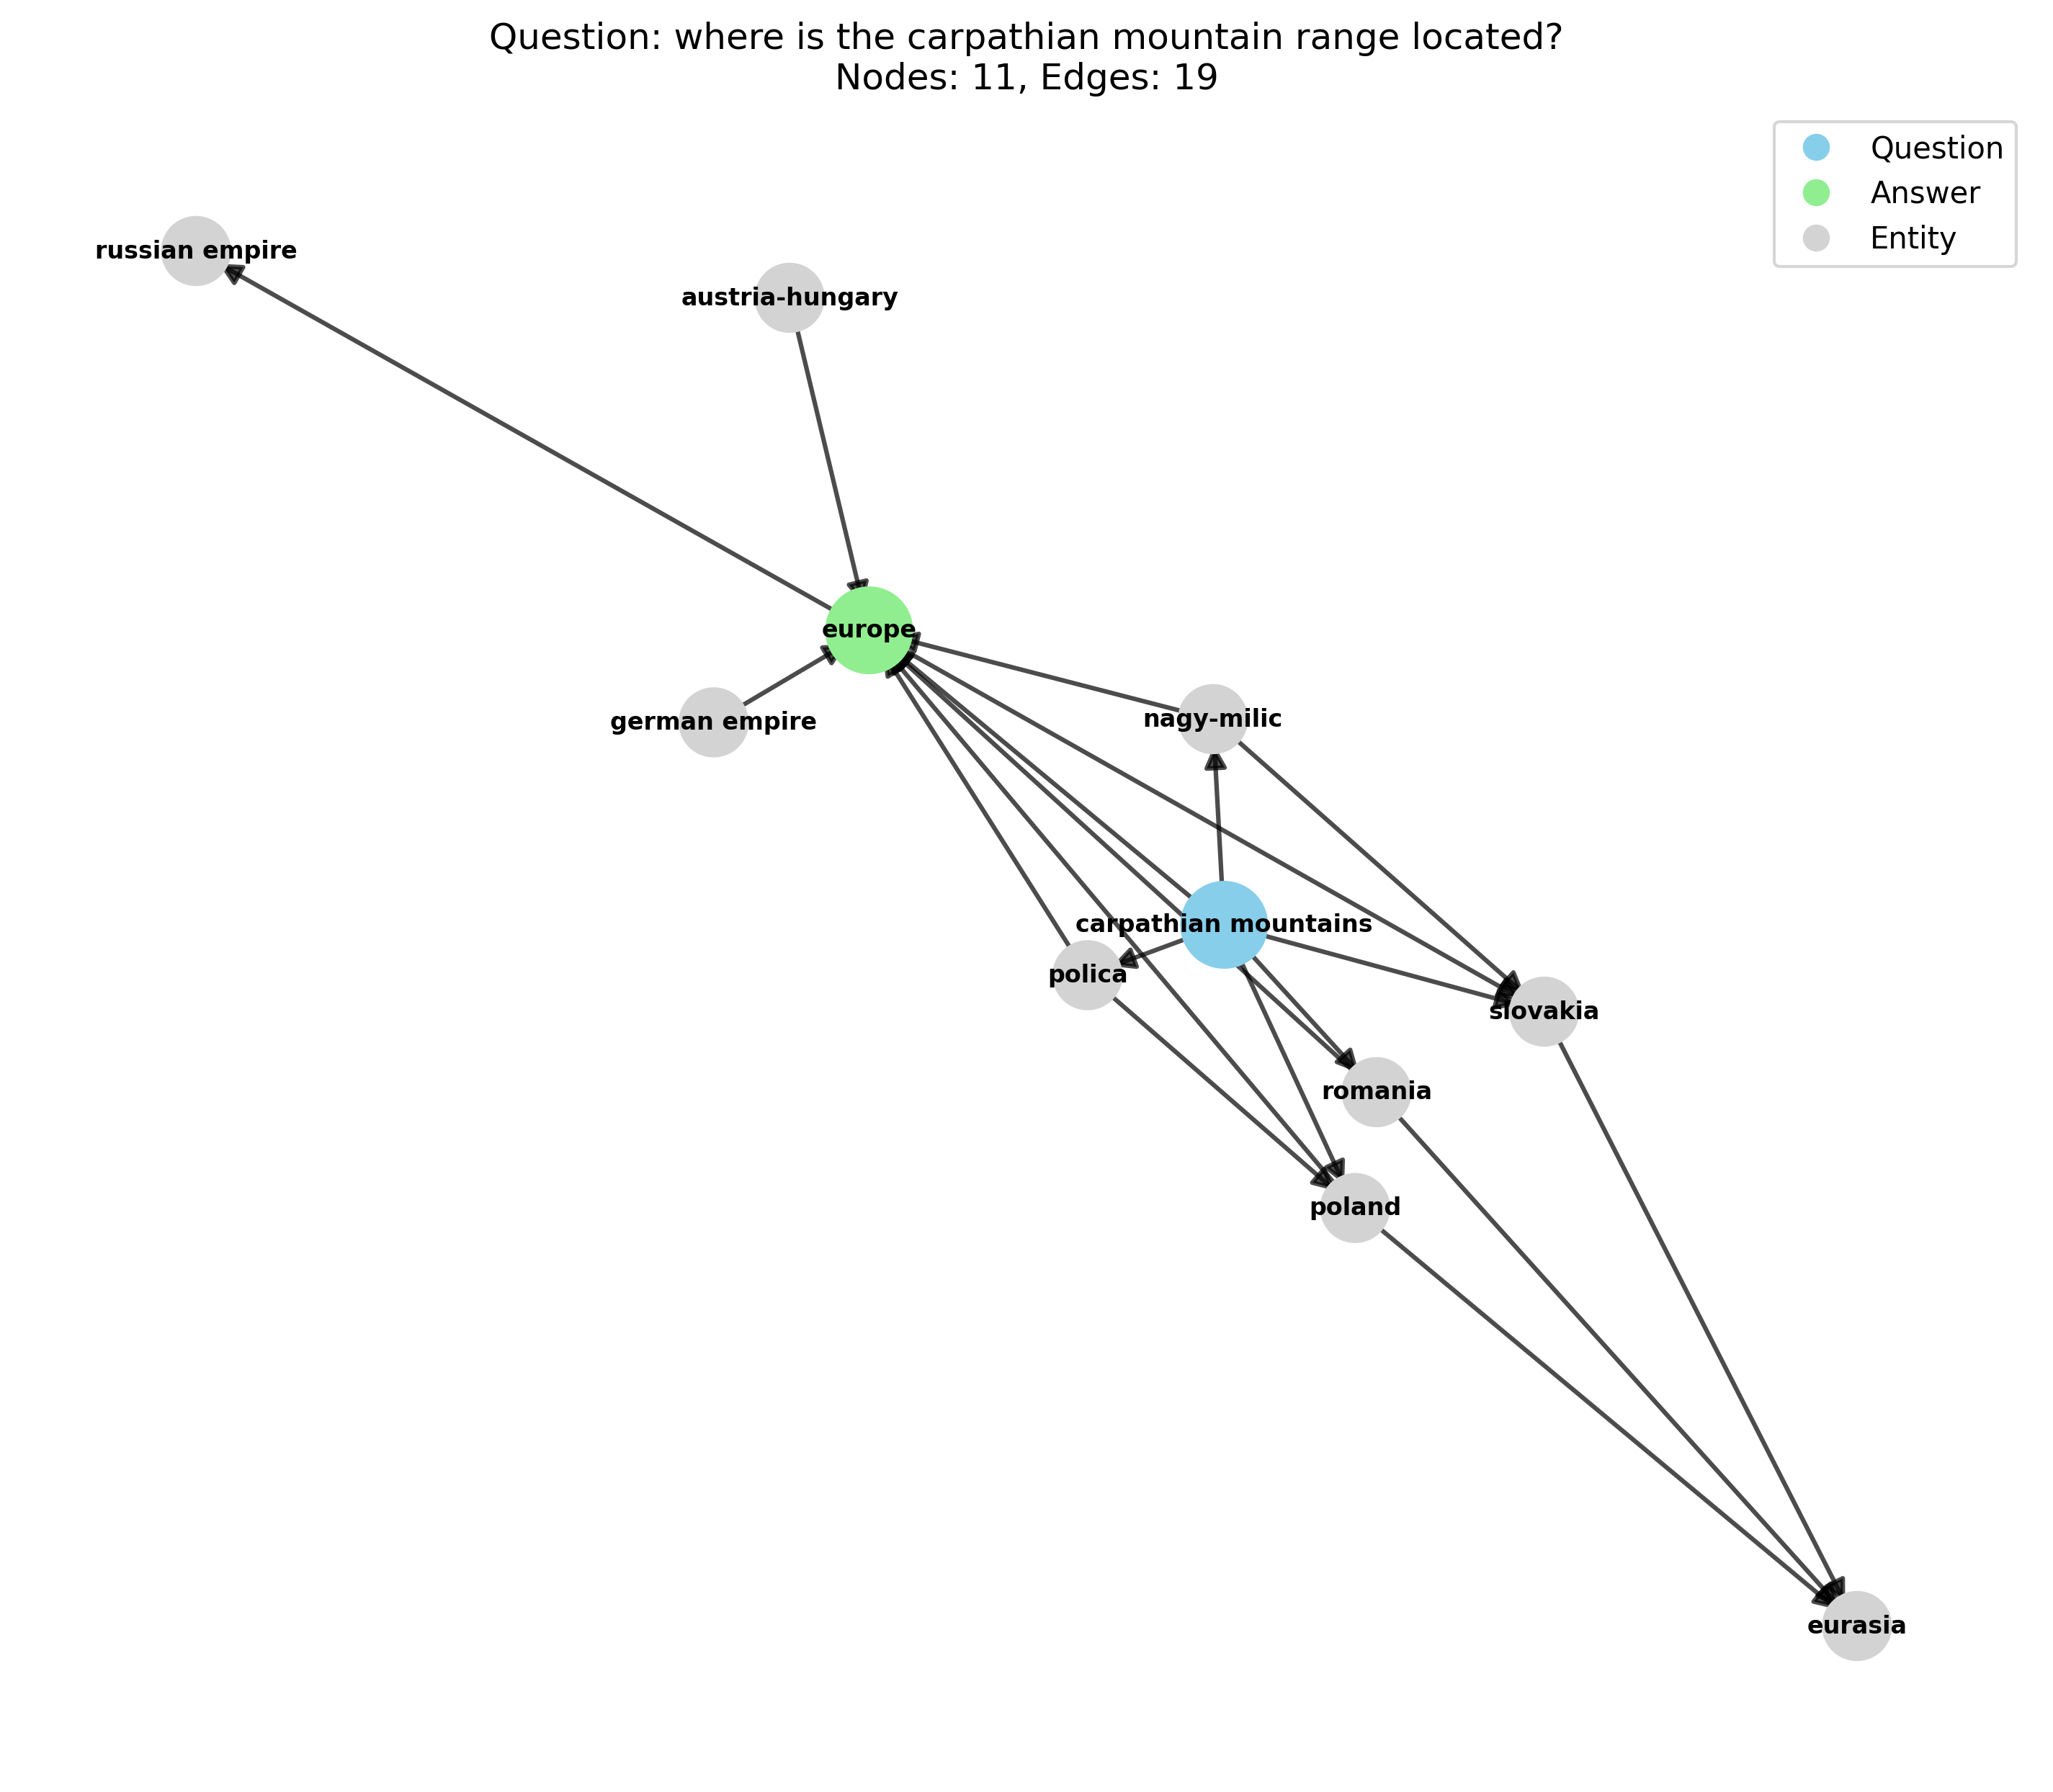 Question: where is the carpathian mountain range located?
Nodes: 11, Edges: 19
Question
Answer
Entity
russian empire
austria-hungary
europe
german empire
nagy-milic
carpathian mountains
polica
slovakia
romania
poland
eurasia